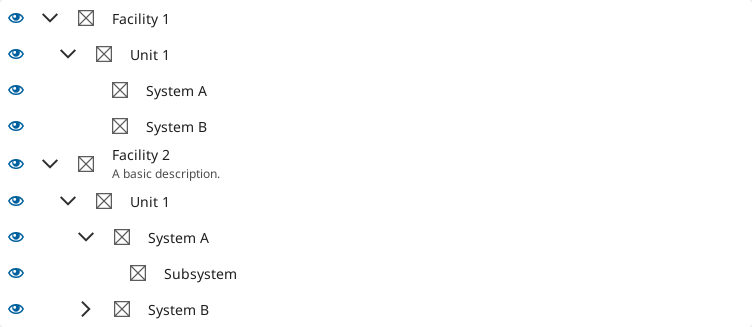 Facility 1
Unit 1
System A
System B
Facility 2
A basic description.
Unit 1
System A
Subsystem
System B